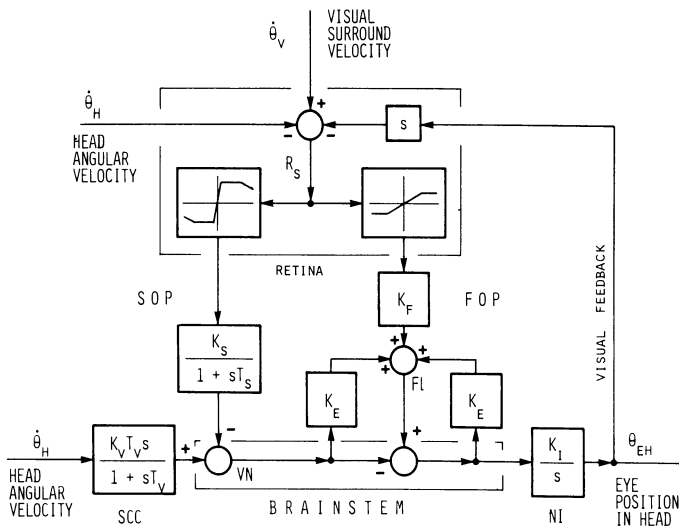 θ̇V
VISUAL
SURROUND
VELOCITY
θ̇H
HEAD
ANGULAR
VELOCITY
+
−
−
s
RS
RETINA
SOP
FOP
VISUAL FEEDBACK
KF
KS
1 + sTS
+
+
+
Fl
KE
KE
θ̇H
HEAD
ANGULAR
VELOCITY
KVTVs
1 + sTV
SCC
+
−
VN
−
+
BRAINSTEM
KI
s
NI
θEH
EYE
POSITION
IN HEAD